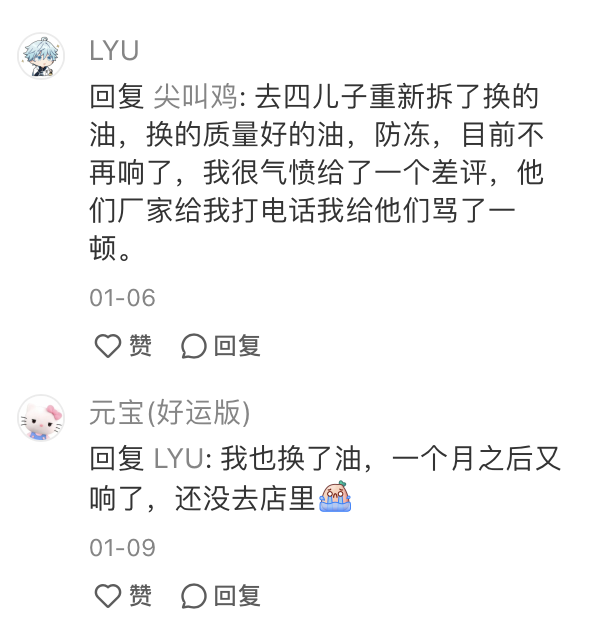 LYU
回复 尖叫鸡: 去四儿子重新拆了换的
油，换的质量好的油，防冻，目前不
再响了，我很气愤给了一个差评，他
们厂家给我打电话我给他们骂了一
顿。
01-06
赞 回复
元宝(好运版)
回复 LYU: 我也换了油，一个月之后又
响了，还没去店里
01-09
赞 回复